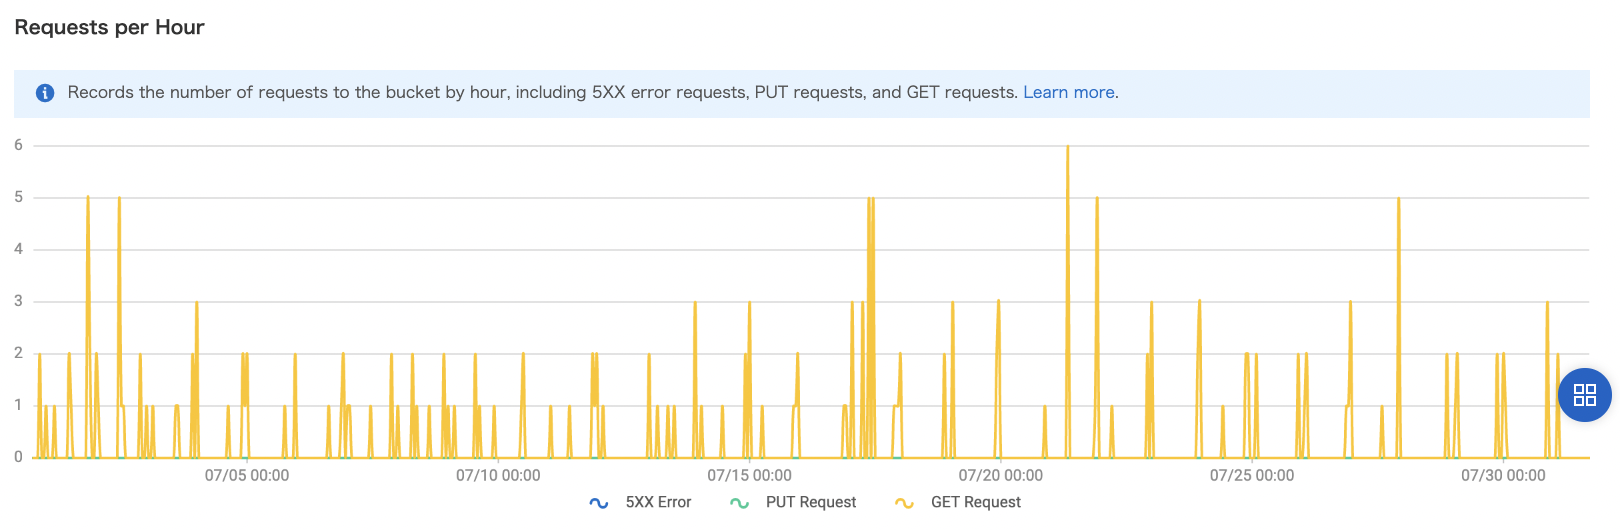 Requests per Hour
Records the number of requests to the bucket by hour, including 5XX error requests, PUT requests, and GET requests. Learn more.
6
5
4
3
2
1
0
07/05 00:00 07/10 00:00 07/15 00:00 07/20 00:00 07/25 00:00 07/30 00:00
5XX Error PUT Request GET Request